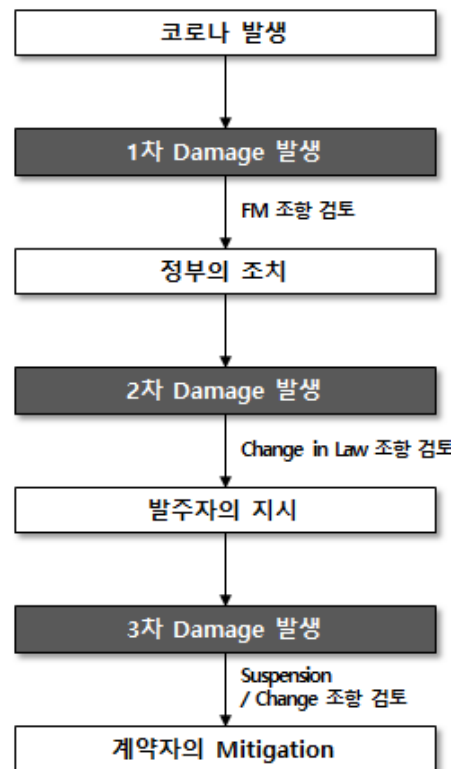 코로나 발생
1차 Damage 발생
FM 조항 검토
정부의 조치
2차 Damage 발생
Change in Law 조항 검토
발주자의 지시
3차 Damage 발생
Suspension
/ Change 조항 검토
계약자의 Mitigation